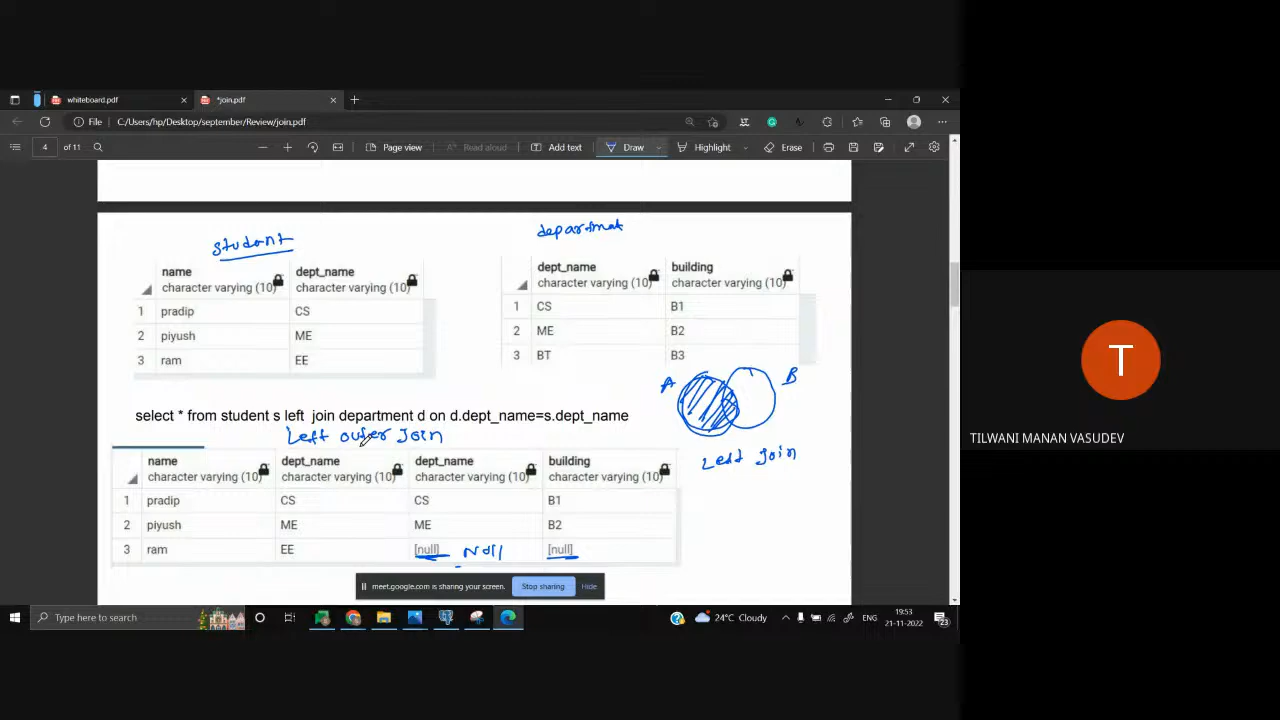 whiteboard.pdf
*join.pdf
File C:/Users/hp/Desktop/september/Review/join.pdf
4 of 11 Page view Read aloud Add text Draw Highlight Erase
student
departmat
name dept_name
character varying (10) character varying (10)
1 pradip CS
2 piyush ME
3 ram EE
dept_name building
character varying (10) character varying (10)
1 CS B1
2 ME B2
3 BT B3
A B
select * from student s left join department d on d.dept_name=s.dept_name
Left outer Join
Left Join
name dept_name dept_name building
character varying (10) character varying (10) character varying (10) character varying (10)
1 pradip CS CS B1
2 piyush ME ME B2
3 ram EE [null] Null [null]
meet.google.com is sharing your screen. Stop sharing Hide
Type here to search
24°C Cloudy
ENG
19:53
21-11-2022
23
T
TILWANI MANAN VASUDEV